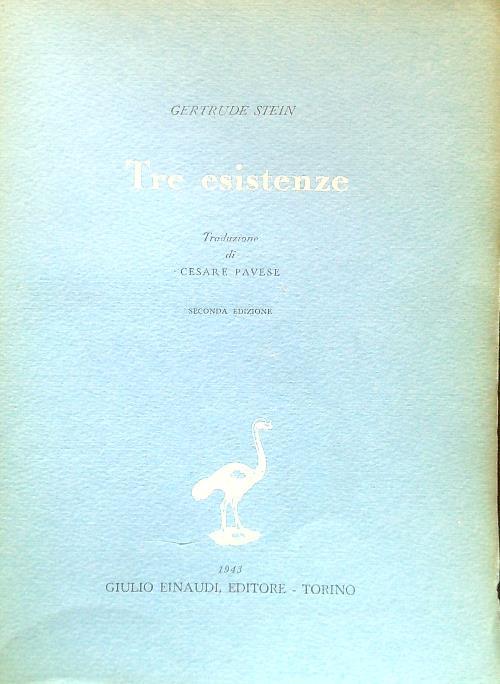 GERTRUDE STEIN
Tre esistenze
Traduzione
di
CESARE PAVESE
SECONDA EDIZIONE
1943
GIULIO EINAUDI, EDITORE - TORINO